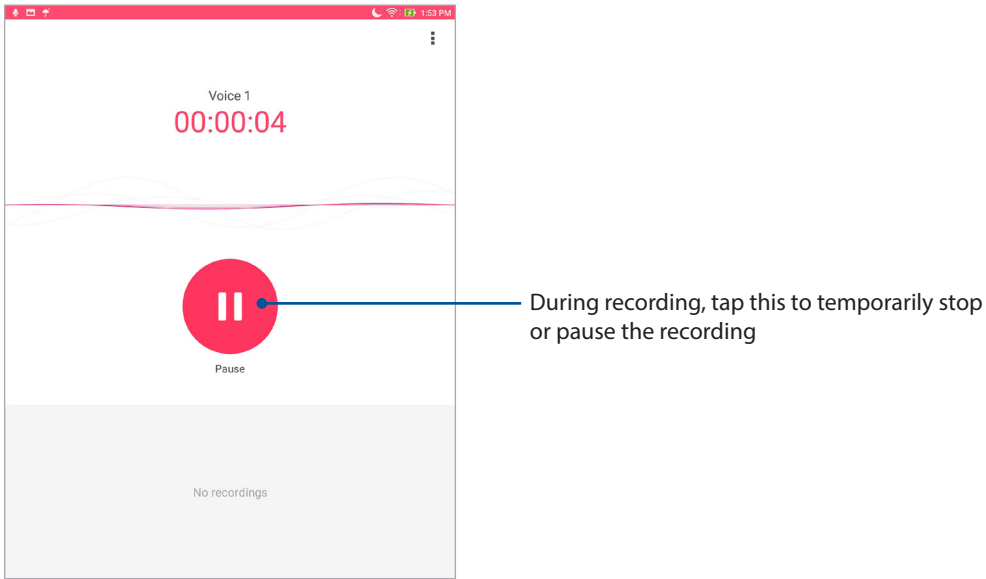 1:53 PM
Voice 1
00:00:04
During recording, tap this to temporarily stop
or pause the recording
Pause
No recordings